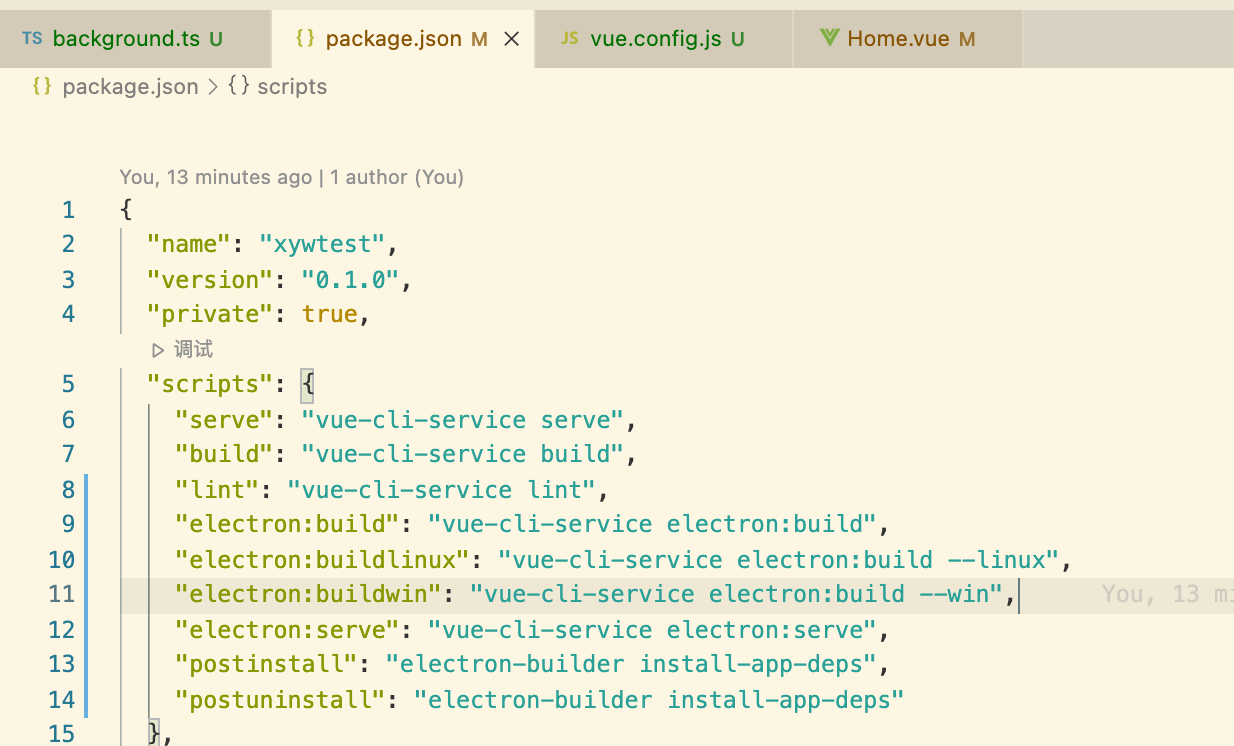 TS background.ts U {} package.json M × JS vue.config.js U Home.vue M
{} package.json > {} scripts
You, 13 minutes ago | 1 author (You)
1 {
2 "name": "xywtest",
3 "version": "0.1.0",
4 "private": true,
▷ 调试
5 "scripts": {
6 "serve": "vue-cli-service serve",
7 "build": "vue-cli-service build",
8 "lint": "vue-cli-service lint",
9 "electron:build": "vue-cli-service electron:build",
10 "electron:buildlinux": "vue-cli-service electron:build --linux",
11 "electron:buildwin": "vue-cli-service electron:build --win", You, 13 mi
12 "electron:serve": "vue-cli-service electron:serve",
13 "postinstall": "electron-builder install-app-deps",
14 "postuninstall": "electron-builder install-app-deps"
15 },